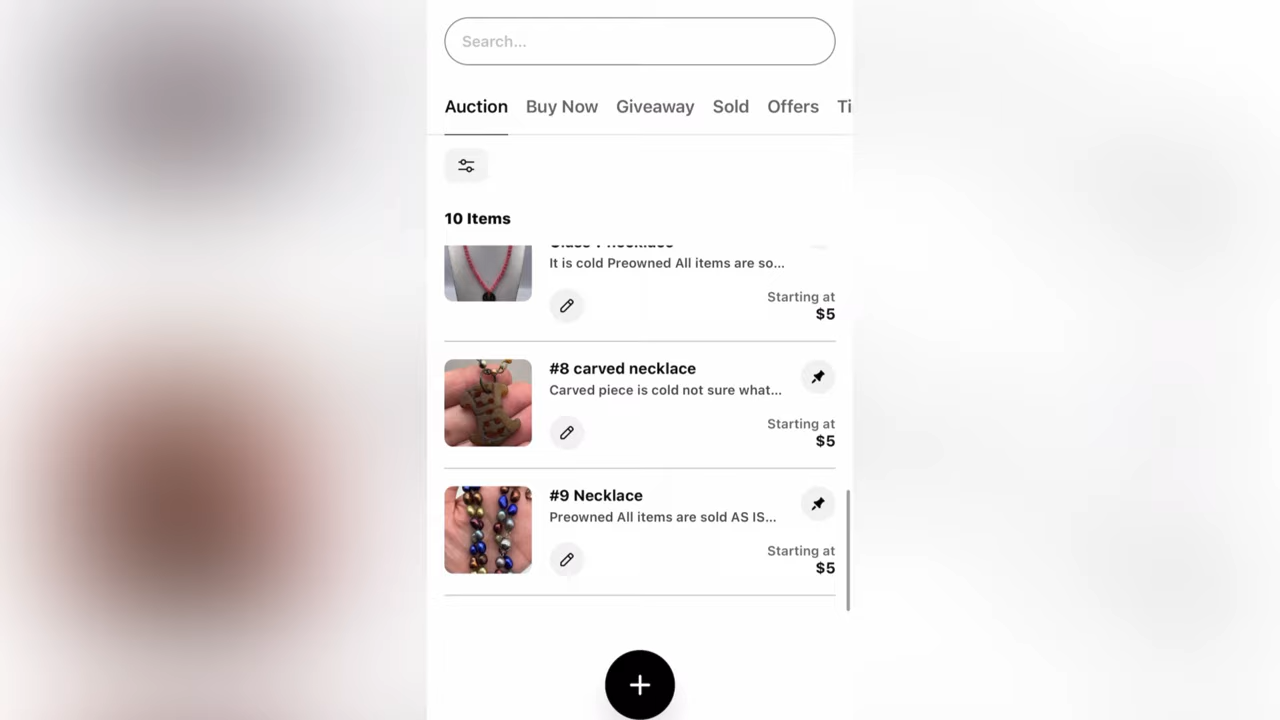 Search...
Auction Buy Now Giveaway Sold Offers Ti
10 Items
necklace
It is cold Preowned All items are so...
Starting at
$5
#8 carved necklace
Carved piece is cold not sure what...
Starting at
$5
#9 Necklace
Preowned All items are sold AS IS...
Starting at
$5